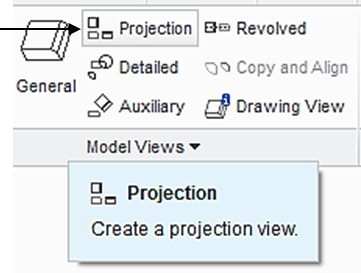 Projection Revolved
Detailed Copy and Align
General
Auxiliary Drawing View
Model Views
Projection
Create a projection view.